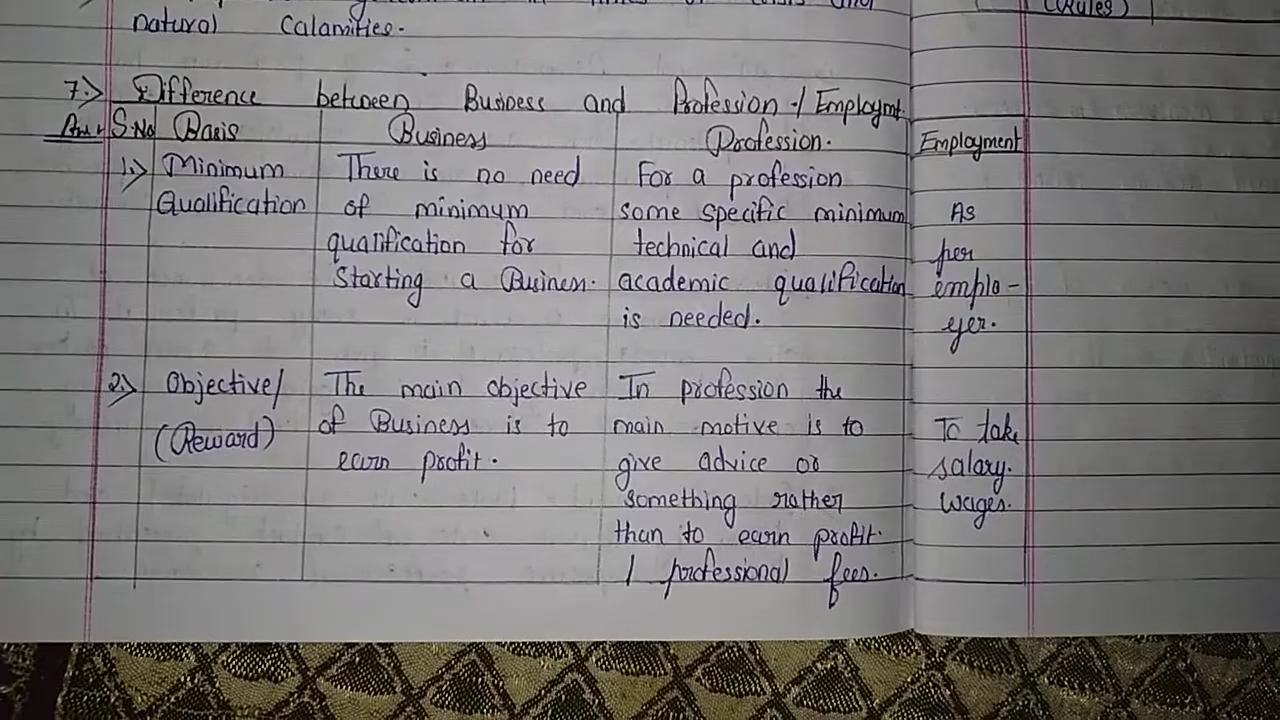 natural Calamities.
(Rules)
7.> Difference between Business and Profession / Employmt.
Ans. S.No Basis Business Profession. Employment
1.> Minimum Qualification
There is no need
of minimum
qualification for
Starting a Business.
For a profession
some specific minimum
technical and
academic qualification
is needed.
As
per
emplo-
yer.
2.> Objective/
(Reward)
The main objective
of Business is to
earn profit.
In profession the
main motive is to
give advice or
something rather
than to earn profit.
/ professional fees.
To take
salary.
wages.